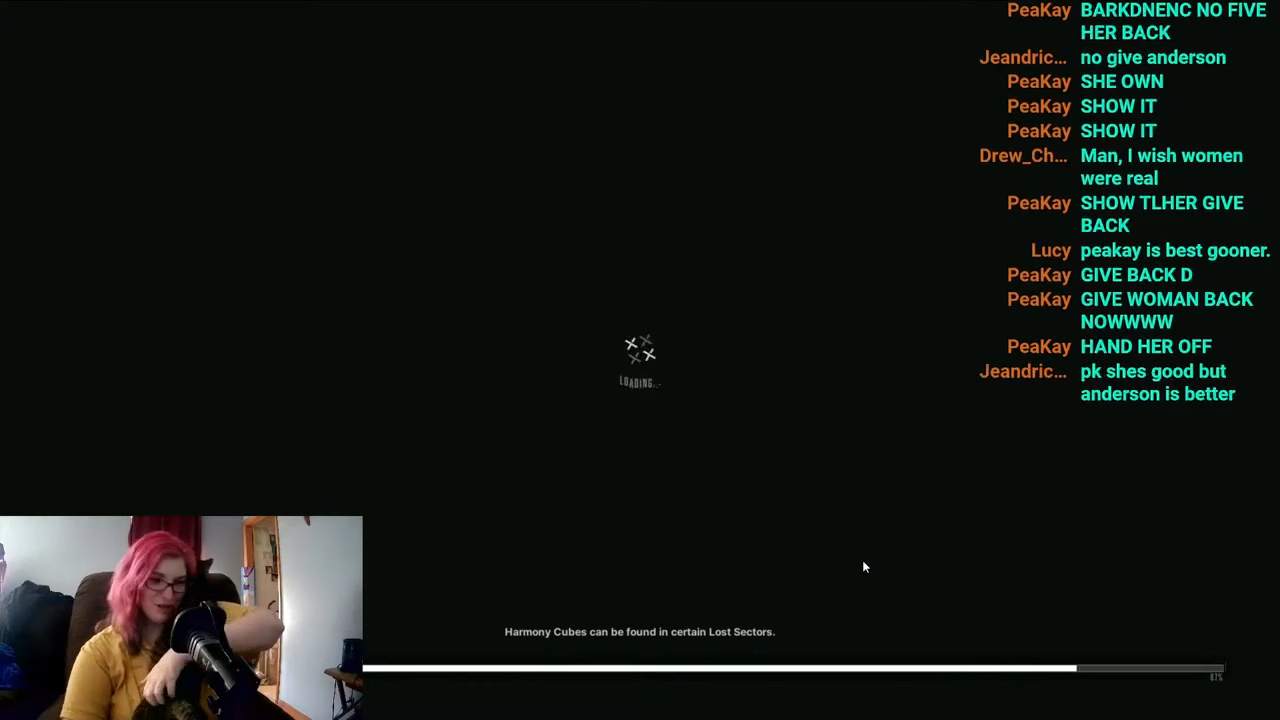 PeaKay BARKDNENC NO FIVE
HER BACK
Jeandric... no give anderson
PeaKay SHE OWN
PeaKay SHOW IT
PeaKay SHOW IT
Drew_Ch... Man, I wish women
were real
PeaKay SHOW TLHER GIVE
BACK
Lucy peakay is best gooner.
PeaKay GIVE BACK D
PeaKay GIVE WOMAN BACK
NOWWWW
PeaKay HAND HER OFF
Jeandric... pk shes good but
anderson is better
LOADING...
Harmony Cubes can be found in certain Lost Sectors.
87%